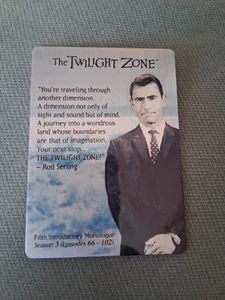 The TWILIGHT ZONE™
"You're traveling through
another dimension.
A dimension not only of
sight and sound but of mind.
A journey into a wondrous
land whose boundaries
are that of imagination.
Your next stop...
THE TWILIGHT ZONE!"
– Rod Serling
Fifth Introductory Monologue
Season 3 (Episodes 66 - 102)